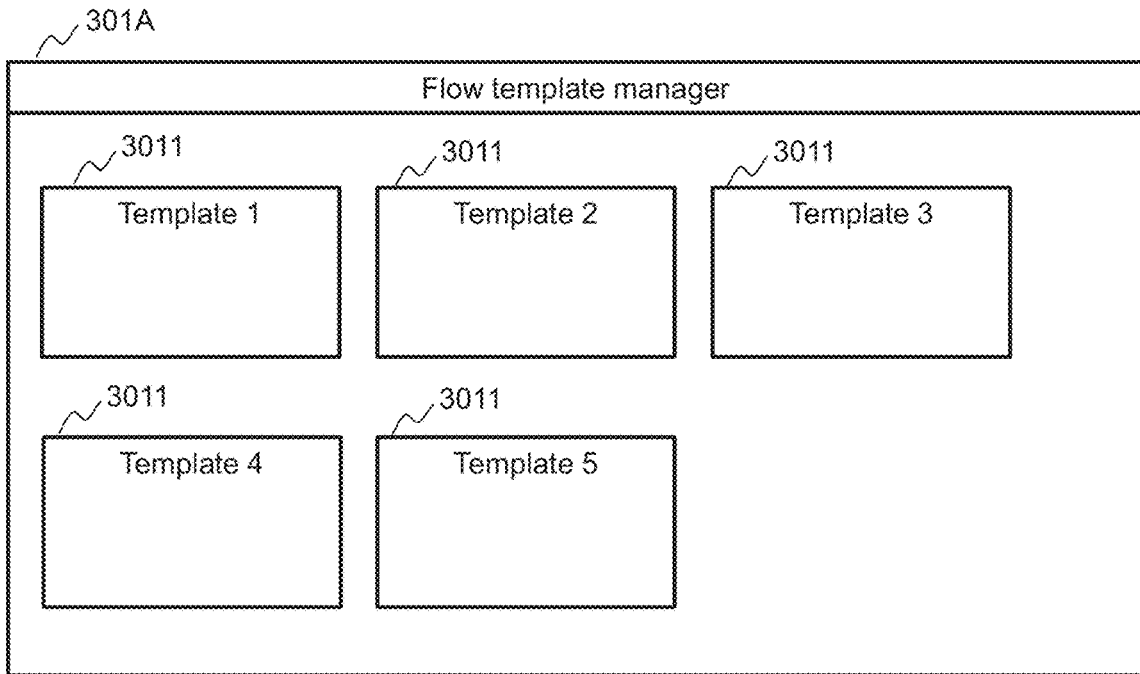 301A
Flow template manager
3011
3011
3011
Template 1
Template 2
Template 3
3011
3011
Template 4
Template 5